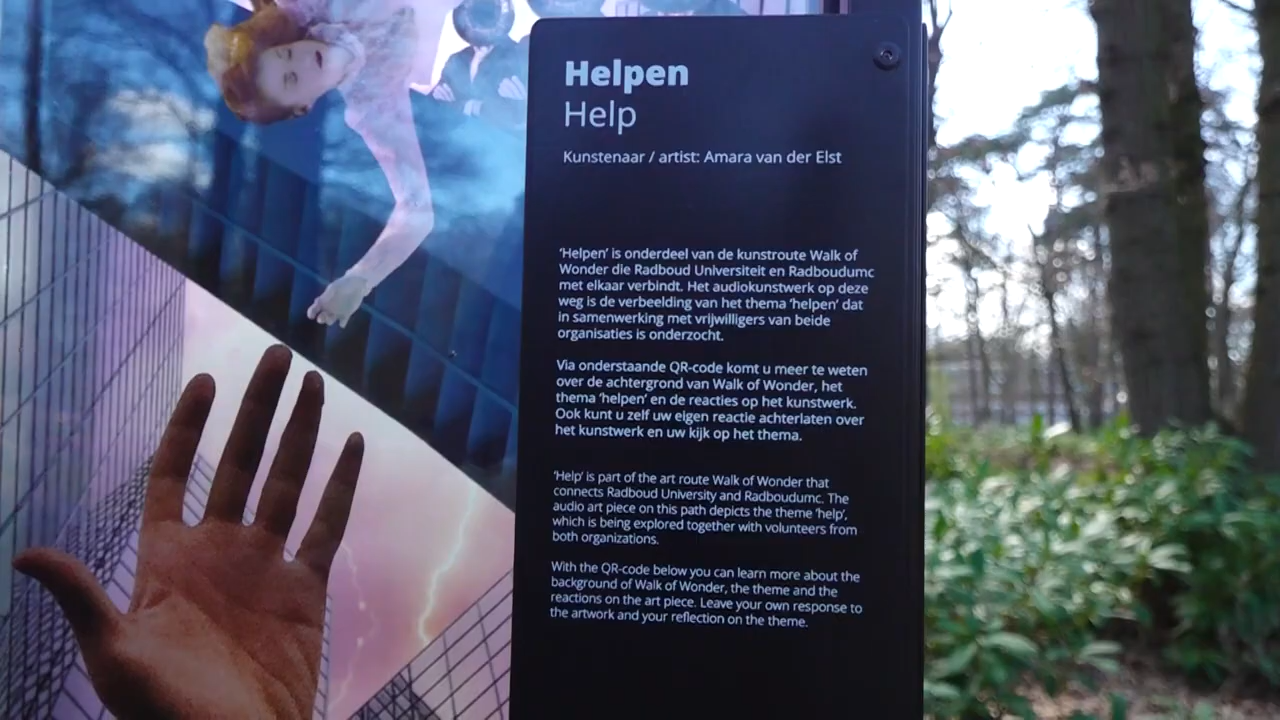 Helpen
Help
Kunstenaar / artist: Amara van der Elst
‘Helpen’ is onderdeel van de kunstroute Walk of
Wonder die Radboud Universiteit en Radboudumc
met elkaar verbindt. Het audiokunstwerk op deze
weg is de verbeelding van het thema ‘helpen’ dat
in samenwerking met vrijwilligers van beide
organisaties is onderzocht.
Via onderstaande QR-code komt u meer te weten
over de achtergrond van Walk of Wonder, het
thema ‘helpen’ en de reacties op het kunstwerk.
Ook kunt u zelf uw eigen reactie achterlaten over
het kunstwerk en uw kijk op het thema.
‘Help’ is part of the art route Walk of Wonder that
connects Radboud University and Radboudumc. The
audio art piece on this path depicts the theme ‘help’,
which is being explored together with volunteers from
both organizations.
With the QR-code below you can learn more about the
background of Walk of Wonder, the theme and the
reactions on the art piece. Leave your own response to
the artwork and your reflection on the theme.